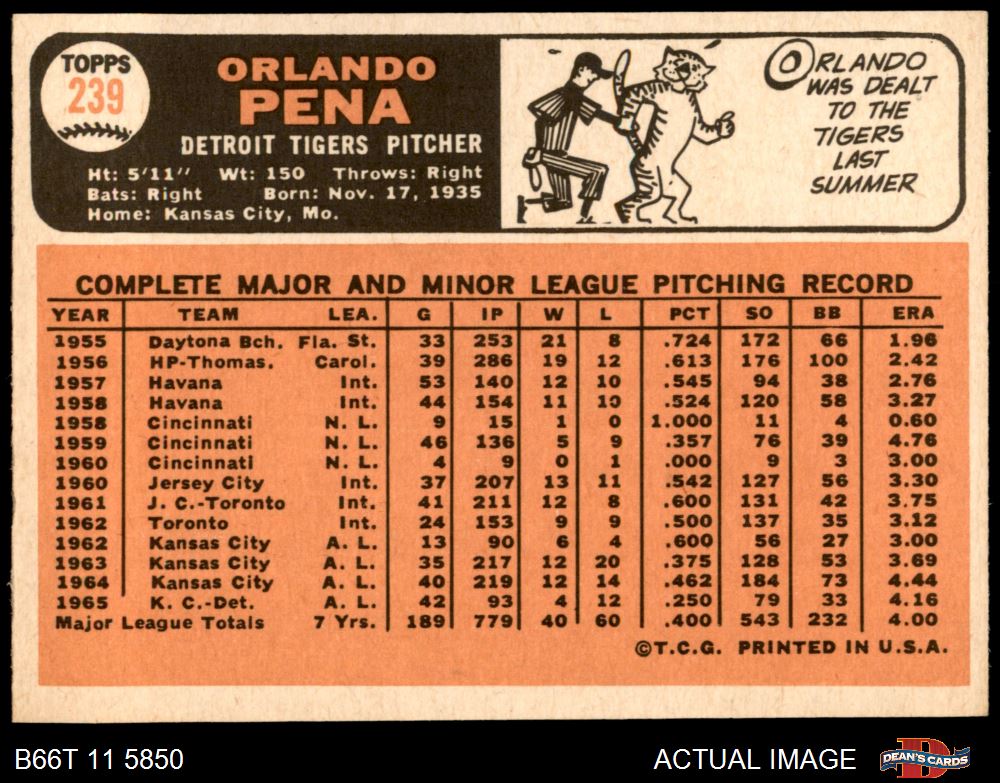 TOPPS
239
ORLANDO
PENA
DETROIT TIGERS PITCHER
Ht: 5'11" Wt: 150 Throws: Right
Bats: Right Born: Nov. 17, 1935
Home: Kansas City, Mo.
ORLANDO
WAS DEALT
TO THE
TIGERS
LAST
SUMMER
COMPLETE MAJOR AND MINOR LEAGUE PITCHING RECORD
YEAR TEAM LEA. G IP W L PCT SO BB ERA
1955 Daytona Bch. Fla. St. 33 253 21 8 .724 172 66 1.96
1956 HP-Thomas. Carol. 39 286 19 12 .613 176 100 2.42
1957 Havana Int. 53 140 12 10 .545 94 38 2.76
1958 Havana Int. 44 154 11 10 .524 120 58 3.27
1958 Cincinnati N. L. 9 15 1 0 1.000 11 4 0.60
1959 Cincinnati N. L. 46 136 5 9 .357 76 39 4.76
1960 Cincinnati N. L. 4 9 0 1 .000 9 3 3.00
1960 Jersey City Int. 37 207 13 11 .542 127 56 3.30
1961 J. C.-Toronto Int. 41 211 12 8 .600 131 42 3.75
1962 Toronto Int. 24 153 9 9 .500 137 35 3.12
1962 Kansas City A. L. 13 90 6 4 .600 56 27 3.00
1963 Kansas City A. L. 35 217 12 20 .375 128 53 3.69
1964 Kansas City A. L. 40 219 12 14 .462 184 73 4.44
1965 K. C.-Det. A. L. 42 93 4 12 .250 79 33 4.16
Major League Totals 7 Yrs. 189 779 40 60 .400 543 232 4.00
©T.C.G. PRINTED IN U.S.A.
B66T 11 5850
ACTUAL IMAGE
DEAN'S CARDS